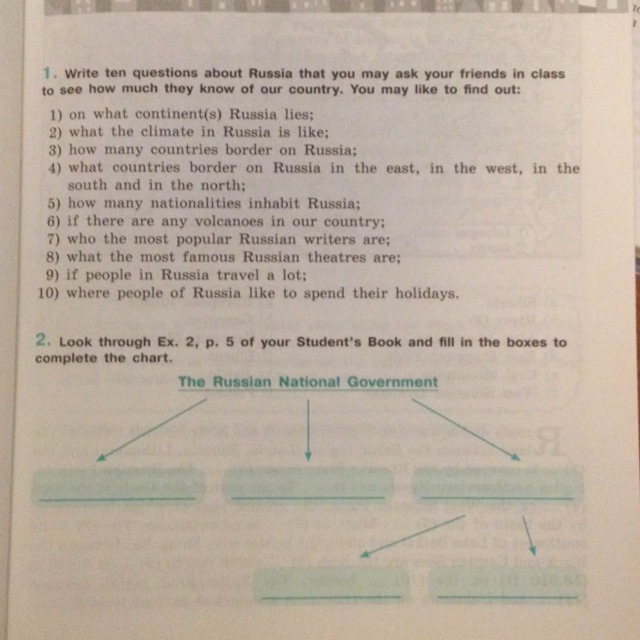 1. Write ten questions about Russia that you may ask your friends in class
to see how much they know of our country. You may like to find out:
1) on what continent(s) Russia lies;
2) what the climate in Russia is like;
3) how many countries border on Russia;
4) what countries border on Russia in the east, in the west, in the
south and in the north;
5) how many nationalities inhabit Russia;
6) if there are any volcanoes in our country;
7) who the most popular Russian writers are;
8) what the most famous Russian theatres are;
9) if people in Russia travel a lot;
10) where people of Russia like to spend their holidays.
2. Look through Ex. 2, p. 5 of your Student's Book and fill in the boxes to
complete the chart.
The Russian National Government